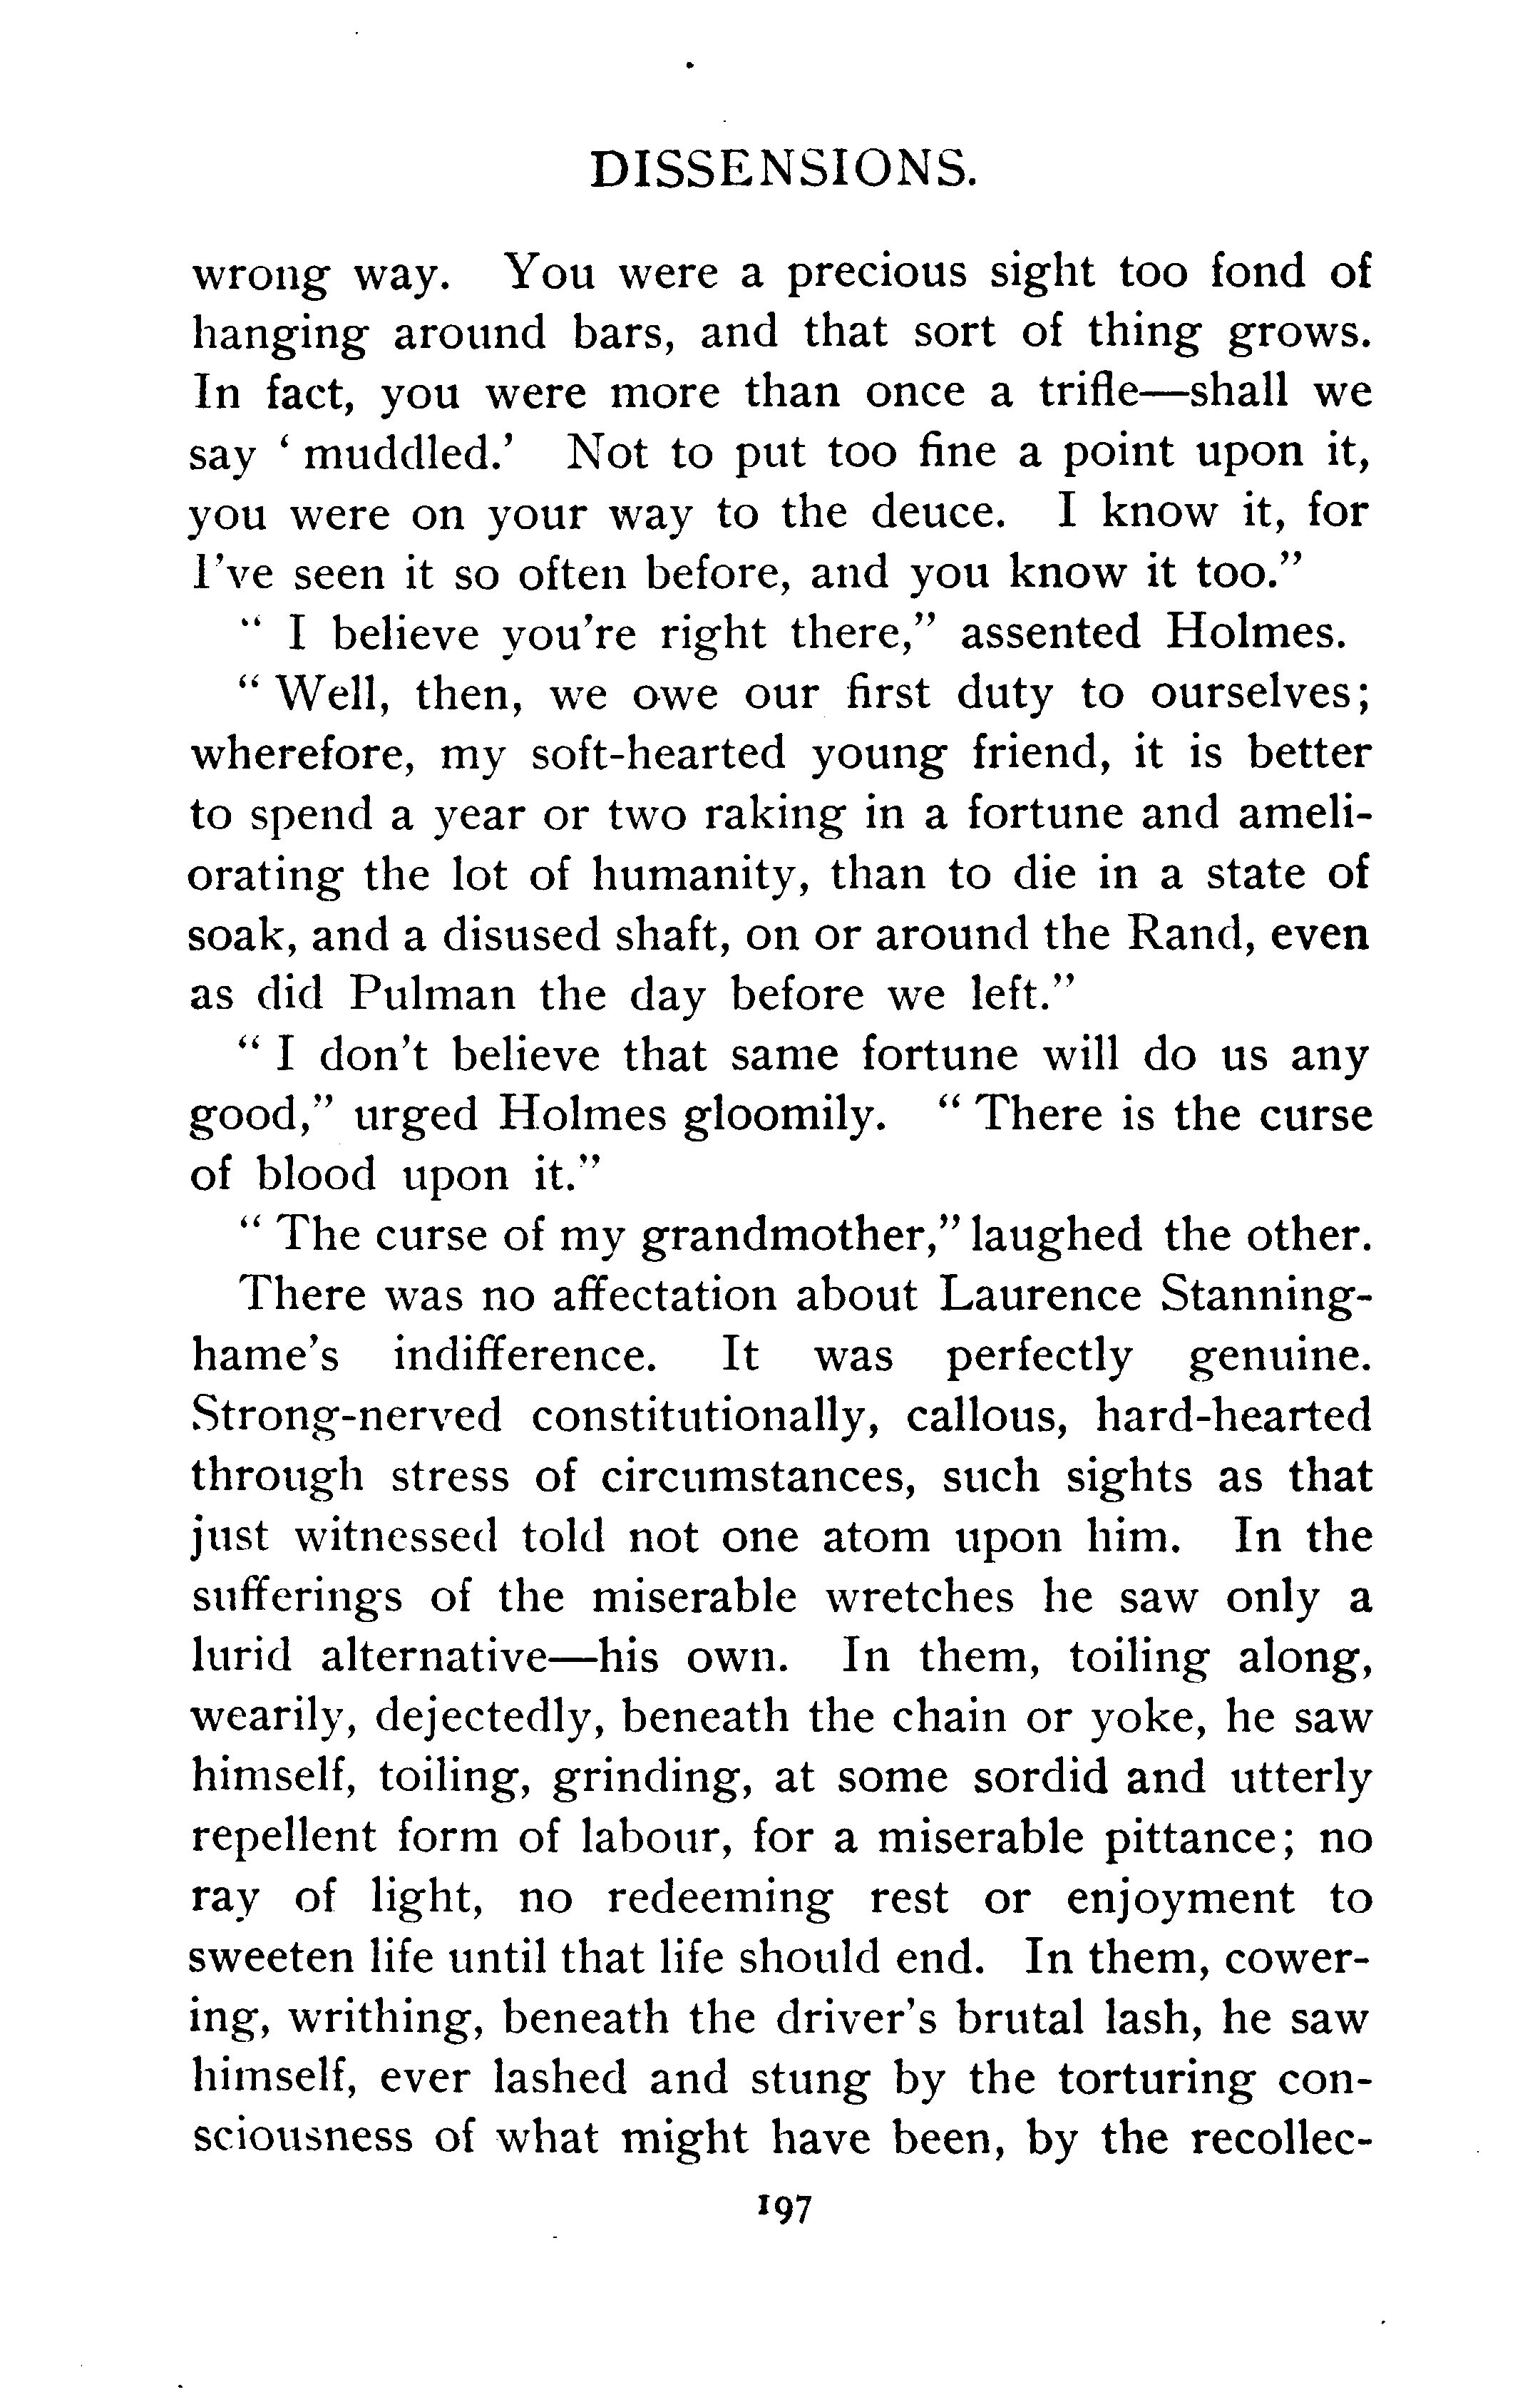 DISSENSIONS.
wrong way. You were a precious sight too fond of
hanging around bars, and that sort of thing grows.
In fact, you were more than once a trifle—shall we
say ‘ muddled.’ Not to put too fine a point upon it,
you were on your way to the deuce. I know it, for
I’ve seen it so often before, and you know it too.”
“ I believe you’re right there,” assented Holmes.
“ Well, then, we owe our first duty to ourselves;
wherefore, my soft-hearted young friend, it is better
to spend a year or two raking in a fortune and ameli-
orating the lot of humanity, than to die in a state of
soak, and a disused shaft, on or around the Rand, even
as did Pulman the day before we left.”
“ I don’t believe that same fortune will do us any
good,” urged Holmes gloomily. “ There is the curse
of blood upon it.”
“ The curse of my grandmother,” laughed the other.
There was no affectation about Laurence Stanning-
hame’s indifference. It was perfectly genuine.
Strong-nerved constitutionally, callous, hard-hearted
through stress of circumstances, such sights as that
just witnessed told not one atom upon him. In the
sufferings of the miserable wretches he saw only a
lurid alternative—his own. In them, toiling along,
wearily, dejectedly, beneath the chain or yoke, he saw
himself, toiling, grinding, at some sordid and utterly
repellent form of labour, for a miserable pittance; no
ray of light, no redeeming rest or enjoyment to
sweeten life until that life should end. In them, cower-
ing, writhing, beneath the driver’s brutal lash, he saw
himself, ever lashed and stung by the torturing con-
sciousness of what might have been, by the recollec-
197